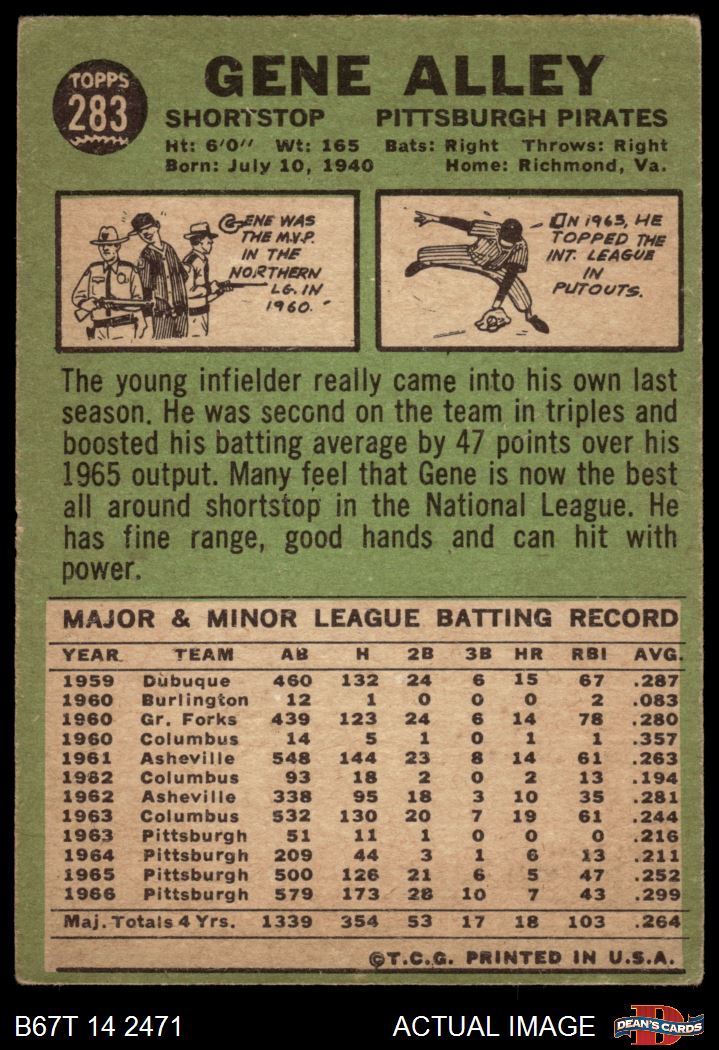 TOPPS
283
GENE ALLEY
SHORTSTOP PITTSBURGH PIRATES
Ht: 6'0" Wt: 165 Bats: Right Throws: Right
Born: July 10, 1940 Home: Richmond, Va.
GENE WAS
THE M.V.P.
IN THE
NORTHERN
LG. IN
1960.
IN 1963, HE
TOPPED THE
INT. LEAGUE
IN
PUTOUTS.
The young infielder really came into his own last
season. He was second on the team in triples and
boosted his batting average by 47 points over his
1965 output. Many feel that Gene is now the best
all around shortstop in the National League. He
has fine range, good hands and can hit with
power.
MAJOR & MINOR LEAGUE BATTING RECORD
YEAR TEAM AB H 2B 3B HR RBI AVG.
1959 Dubuque 460 132 24 6 15 67 .287
1960 Burlington 12 1 0 0 0 2 .083
1960 Gr. Forks 439 123 24 6 14 78 .280
1960 Columbus 14 5 1 0 1 1 .357
1961 Asheville 548 144 23 8 14 61 .263
1962 Columbus 93 18 2 0 2 13 .194
1962 Asheville 338 95 18 3 10 35 .281
1963 Columbus 532 130 20 7 19 61 .244
1963 Pittsburgh 51 11 1 0 0 0 .216
1964 Pittsburgh 209 44 3 1 6 13 .211
1965 Pittsburgh 500 126 21 6 5 47 .252
1966 Pittsburgh 579 173 28 10 7 43 .299
Maj. Totals 4 Yrs. 1339 354 53 17 18 103 .264
©T.C.G. PRINTED IN U.S.A.
B67T 14 2471 ACTUAL IMAGE
D
DEAN'S CARDS